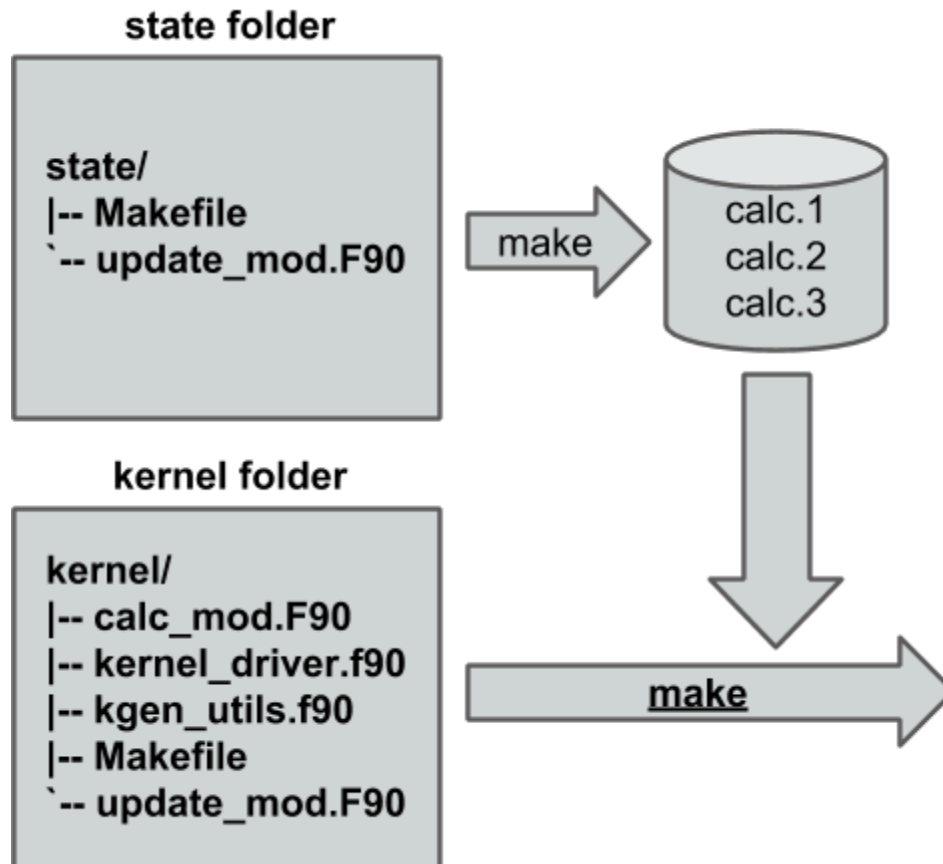 state folder
state/
|-- Makefile
`-- update_mod.F90
make
calc.1
calc.2
calc.3
kernel folder
kernel/
|-- calc_mod.F90
|-- kernel_driver.f90
|-- kgen_utils.f90
|-- Makefile
`-- update_mod.F90
make